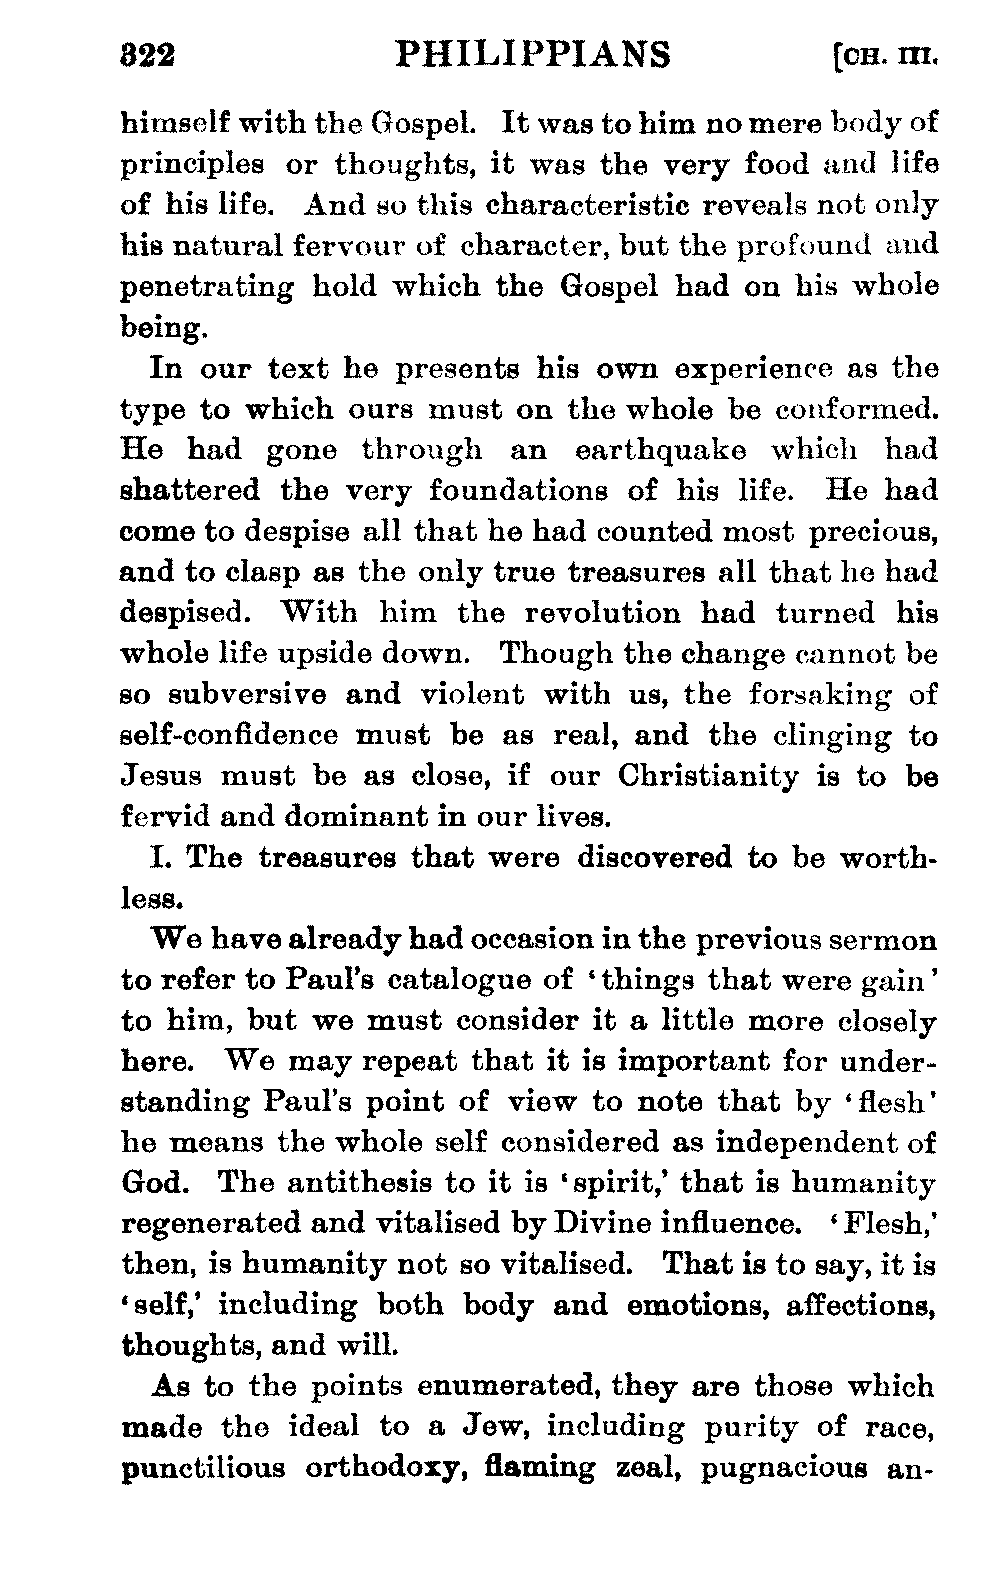 322 PHILIPPIANS [CH. III.
himself with the Gospel. It was to him no mere body of
principles or thoughts, it was the very food and life
of his life. And so this characteristic reveals not only
his natural fervour of character, but the profound and
penetrating hold which the Gospel had on his whole
being.
In our text he presents his own experience as the
type to which ours must on the whole be conformed.
He had gone through an earthquake which had
shattered the very foundations of his life. He had
come to despise all that he had counted most precious,
and to clasp as the only true treasures all that he had
despised. With him the revolution had turned his
whole life upside down. Though the change cannot be
so subversive and violent with us, the forsaking of
self-confidence must be as real, and the clinging to
Jesus must be as close, if our Christianity is to be
fervid and dominant in our lives.
I. The treasures that were discovered to be worth-
less.
We have already had occasion in the previous sermon
to refer to Paul's catalogue of ‘things that were gain’
to him, but we must consider it a little more closely
here. We may repeat that it is important for under-
standing Paul's point of view to note that by ‘flesh’
he means the whole self considered as independent of
God. The antithesis to it is ‘spirit,’ that is humanity
regenerated and vitalised by Divine influence. ‘Flesh,’
then, is humanity not so vitalised. That is to say, it is
‘self,’ including both body and emotions, affections,
thoughts, and will.
As to the points enumerated, they are those which
made the ideal to a Jew, including purity of race,
punctilious orthodoxy, flaming zeal, pugnacious an-